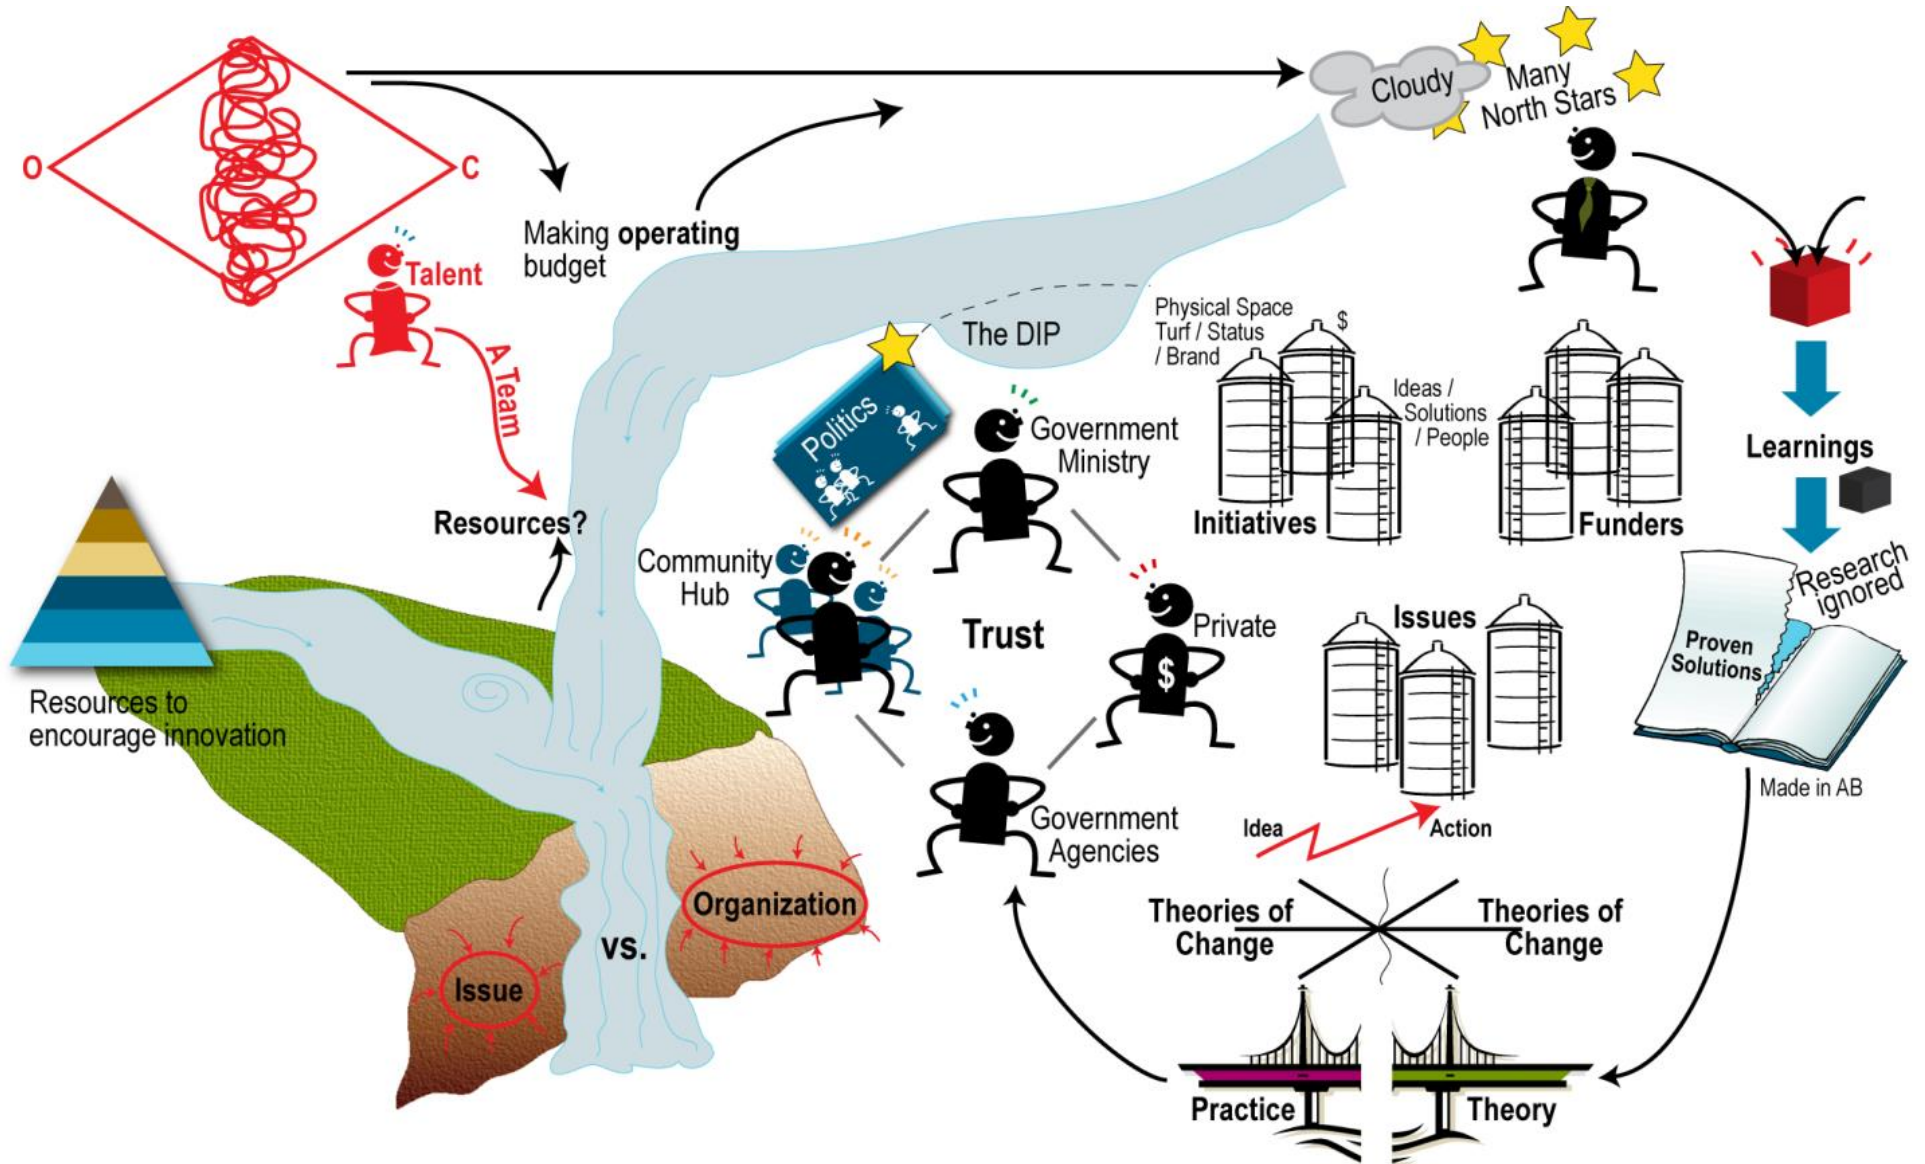 O
C
Talent
A Team
Making operating
budget
Cloudy
Many
North Stars
The DIP
Physical Space
Turf / Status
/ Brand
$
Ideas /
Solutions
/ People
Initiatives
Funders
Learnings
Research
ignored
Proven
Solutions
Made in AB
Politics
Government
Ministry
Community
Hub
Trust
Private
$
Government
Agencies
Issues
Idea
Action
Theories of
Change
Theories of
Change
Practice
Theory
Resources?
Resources to
encourage innovation
Organization
vs.
Issue